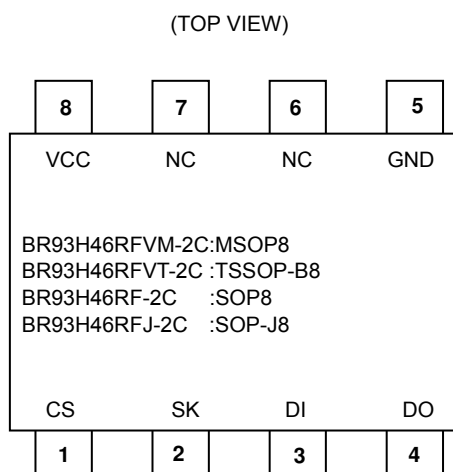 (TOP VIEW)
8 7 6 5
VCC NC NC GND
BR93H46RFVM-2C:MSOP8
BR93H46RFVT-2C :TSSOP-B8
BR93H46RF-2C :SOP8
BR93H46RFJ-2C :SOP-J8
CS SK DI DO
1 2 3 4